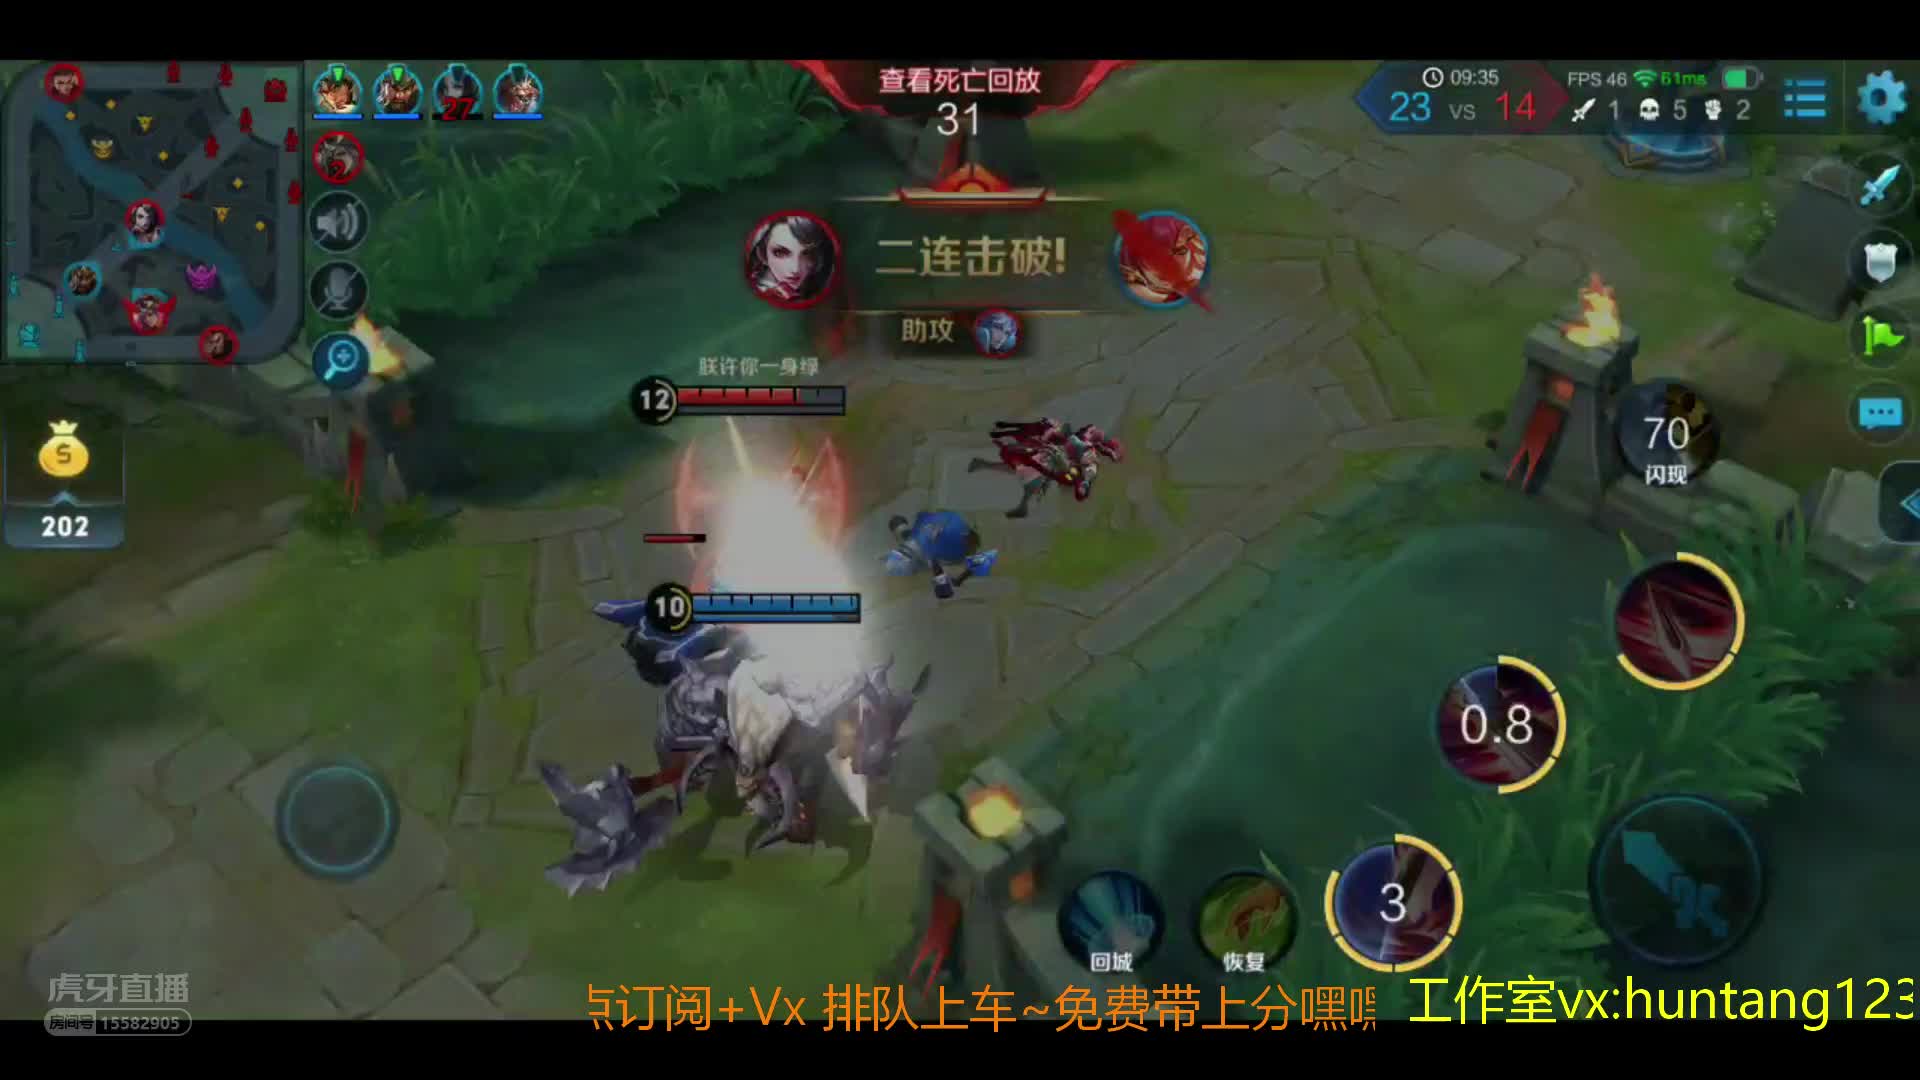 查看死亡回放
31
09:35
FPS 46
61ms
23 VS 14
1
5
2
27
2
二连击破!
助攻
朕许你一身绿
12
10
S
202
70
闪现
0.8
3
回城
恢复
虎牙直播
房间号 15582905
点订阅+Vx 排队上车~免费带上分嘿嘿
工作室vx:huntang123